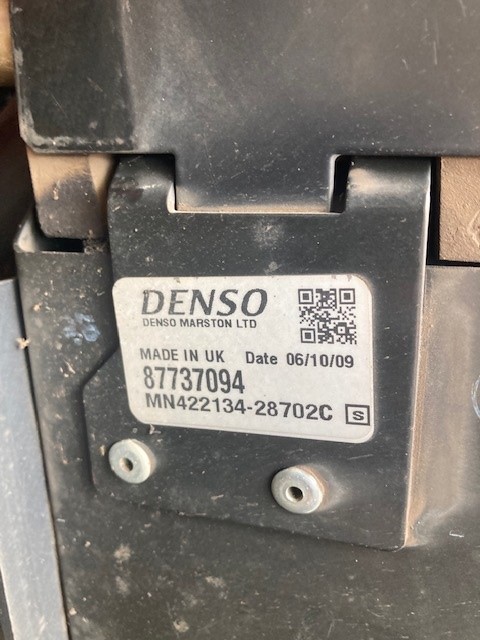 DENSO
DENSO MARSTON LTD
MADE IN UK Date 06/10/09
87737094
MN422134-28702C S